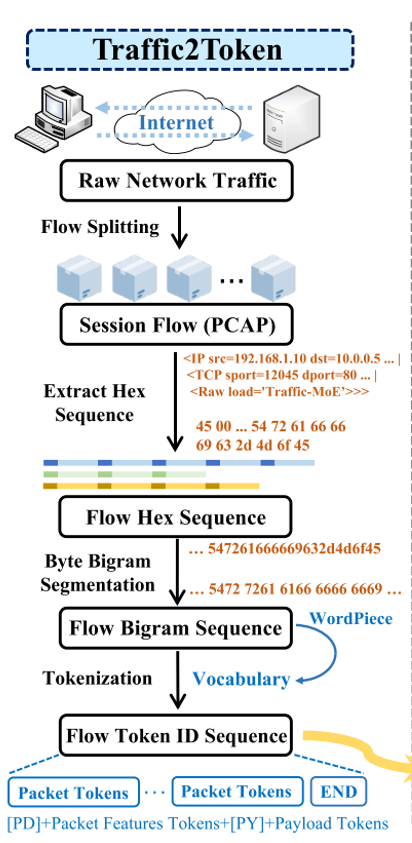 Traffic2Token
Internet
Raw Network Traffic
Flow Splitting
...
Session Flow (PCAP)
<IP src=192.168.1.10 dst=10.0.0.5 ... |
<TCP sport=12045 dport=80 ... |
<Raw load='Traffic-MoE'>>>
Extract Hex
Sequence
45 00 ... 54 72 61 66 66
69 63 2d 4d 6f 45
Flow Hex Sequence
... 547261666669632d4d6f45
Byte Bigram
Segmentation
... 5472 7261 6166 6666 6669 ...
WordPiece
Flow Bigram Sequence
Tokenization
Vocabulary
Flow Token ID Sequence
Packet Tokens ... Packet Tokens END
[PD]+Packet Features Tokens+[PY]+Payload Tokens